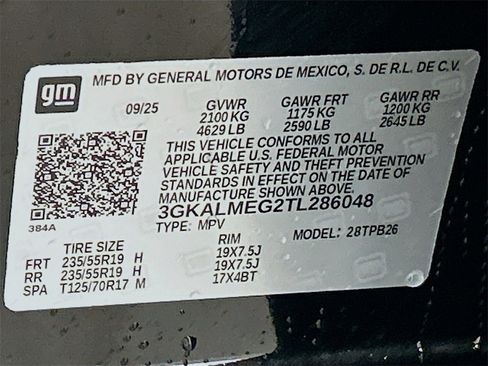 gm
MFD BY GENERAL MOTORS DE MEXICO, S. DE R.L. DE C.V.
09/25 GVWR GAWR FRT GAWR RR
2100 KG 1175 KG 1200 KG
4629 LB 2590 LB 2645 LB
THIS VEHICLE CONFORMS TO ALL
APPLICABLE U.S. FEDERAL MOTOR
VEHICLE SAFETY AND THEFT PREVENTION
STANDARDS IN EFFECT ON THE DATE OF
MANUFACTURE SHOWN ABOVE.
3GKALMEG2TL286048
384A
TYPE: MPV MODEL: 28TPB26
TIRE SIZE RIM
FRT 235/55R19 H 19X7.5J
RR 235/55R19 H 19X7.5J
SPA T125/70R17 M 17X4BT